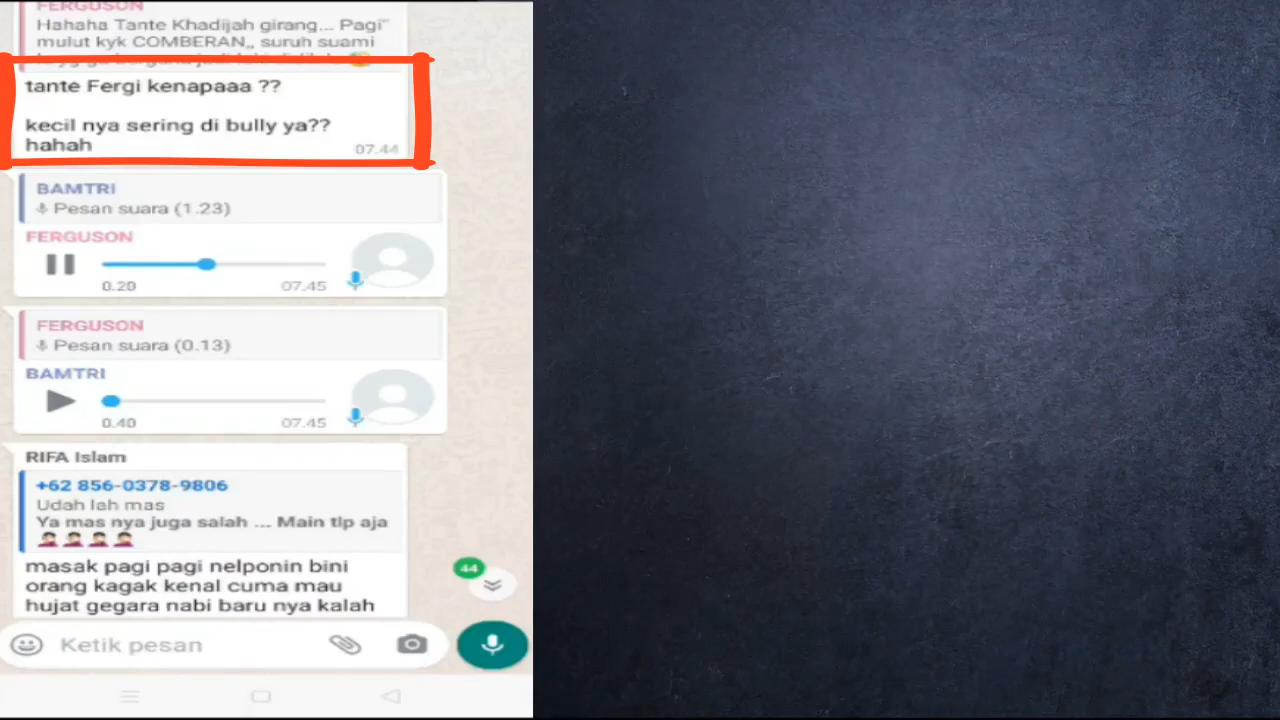 FERGUSON
Hahaha Tante Khadijah girang... Pagi"
mulut kyk COMBERAN,, suruh suami
tante Fergi kenapaaa ??
kecil nya sering di bully ya??
hahah
07.44
BAMTRI
Pesan suara (1.23)
FERGUSON
0.20
07.45
FERGUSON
Pesan suara (0.13)
BAMTRI
0.40
07.45
RIFA Islam
+62 856-0378-9806
Udah lah mas
Ya mas nya juga salah ... Main tlp aja
masak pagi pagi nelponin bini
orang kagak kenal cuma mau
hujat gegara nabi baru nya kalah
44
Ketik pesan